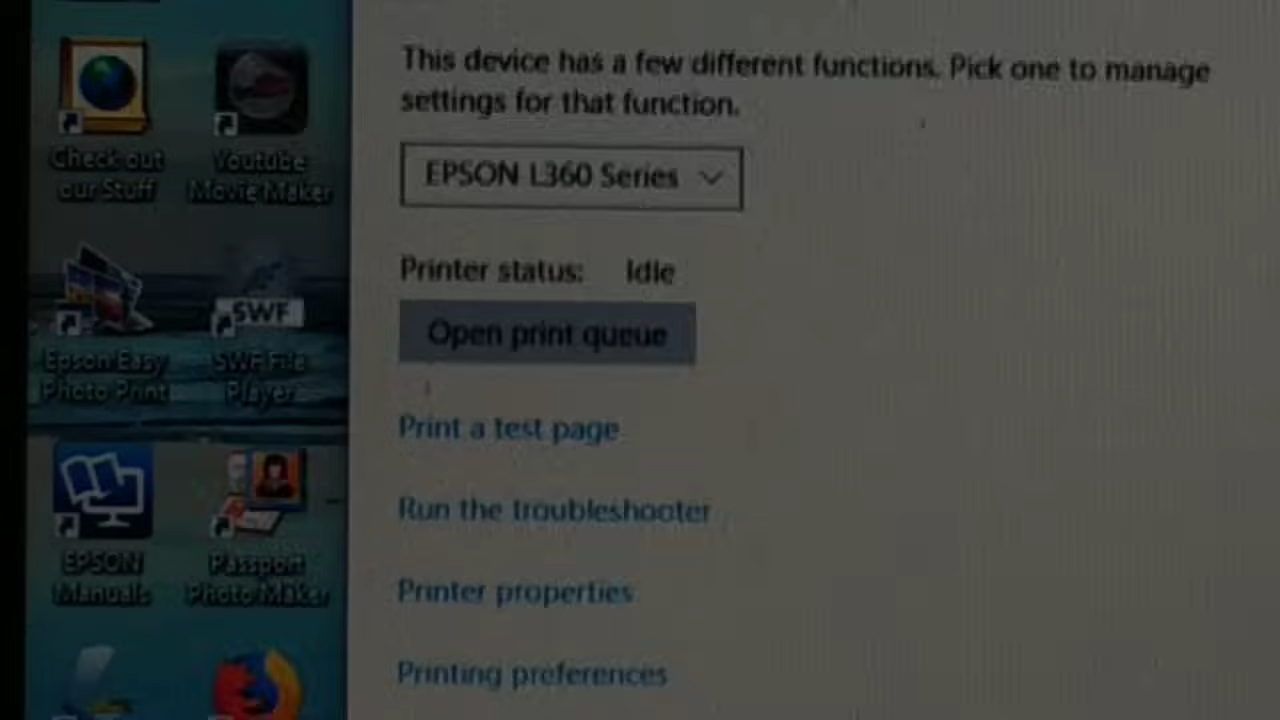 Check out
our Stuff
Youtube
Movie Maker
Epson Easy
Photo Print
SWF
SWF File
Player
EPSON
Manuals
Passport
Photo Maker
This device has a few different functions. Pick one to manage
settings for that function.
EPSON L360 Series
Printer status: Idle
Open print queue
Print a test page
Run the troubleshooter
Printer properties
Printing preferences